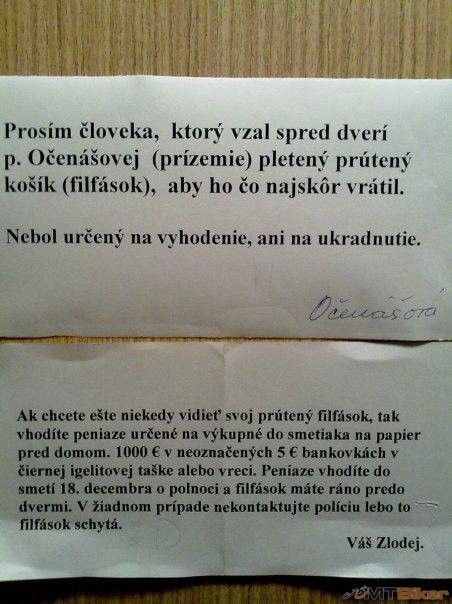 Prosím človeka, ktorý vzal spred dverí
p. Očenášovej (prízemie) pletený prútený
košík (filfások), aby ho čo najskôr vrátil.
Nebol určený na vyhodenie, ani na ukradnutie.
Očenášová
Ak chcete ešte niekedy vidieť svoj prútený filfások, tak
vhodíte peniaze určené na výkupné do smetiaka na papier
pred domom. 1000 € v neoznačených 5 € bankovkách v
čiernej igelitovej taške alebo vreci. Peniaze vhodíte do
smetí 18. decembra o polnoci a filfások máte ráno predo
dvermi. V žiadnom prípade nekontaktujte políciu lebo to
filfások schytá.
Váš Zlodej.
MTBiker